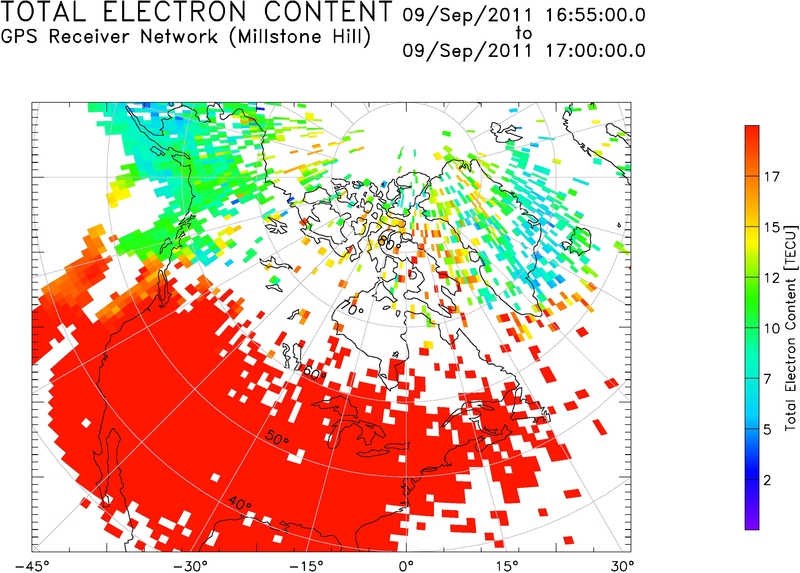 TOTAL ELECTRON CONTENT 09/Sep/2011 16:55:00.0
GPS Receiver Network (Millstone Hill) to
09/Sep/2011 17:00:00.0
80°
70°
60°
50°
40°
17
15
12
10
7
5
2
Total Electron Content [TECU]
-45° -30° -15° 0° 15° 30°